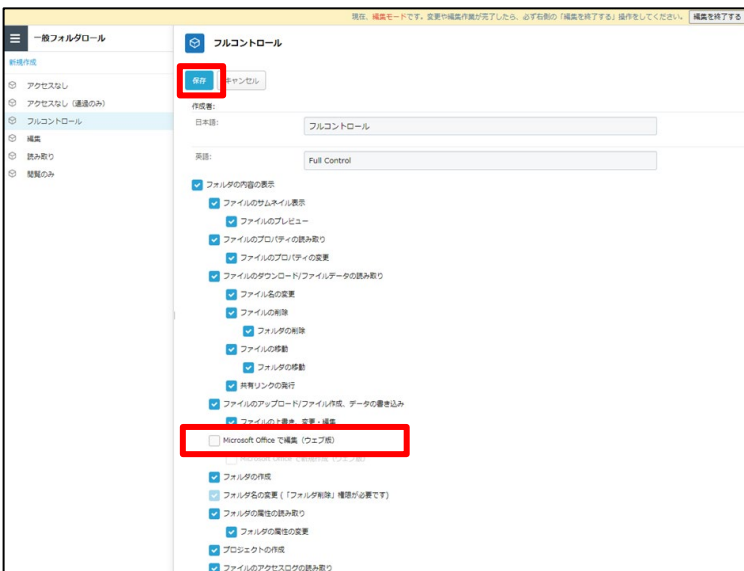 現在、編集モードです。変更や編集作業が完了したら、必ず右側の「編集を終了する」操作をしてください。 編集を終了する
一般フォルダロール
新規作成
アクセスなし
アクセスなし（通過のみ）
フルコントロール
編集
読み取り
閲覧のみ
フルコントロール
保存 キャンセル
作成者:
日本語: フルコントロール
英語: Full Control
フォルダの内容の表示
ファイルのサムネイル表示
ファイルのプレビュー
ファイルのプロパティの読み取り
ファイルのプロパティの変更
ファイルのダウンロード/ファイルデータの読み取り
ファイル名の変更
ファイルの削除
フォルダの削除
ファイルの移動
フォルダの移動
共有リンクの発行
ファイルのアップロード/ファイル作成、データの書き込み
ファイルの上書き、変更・編集
Microsoft Office で編集（ウェブ版）
フォルダの作成
フォルダ名の変更 (「フォルダ削除」権限が必要です)
フォルダの属性の読み取り
フォルダの属性の変更
プロジェクトの作成
ファイルのアクセスログの読み取り